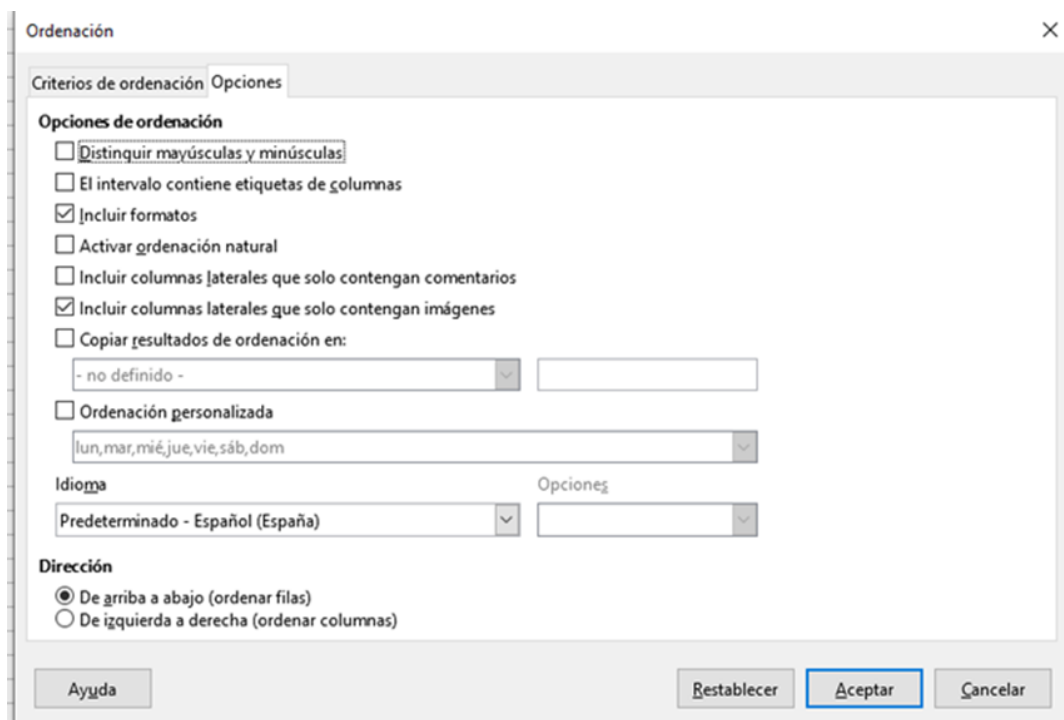 Ordenación
Criterios de ordenación Opciones
Opciones de ordenación
Distinguir mayúsculas y minúsculas
El intervalo contiene etiquetas de columnas
Incluir formatos
Activar ordenación natural
Incluir columnas laterales que solo contengan comentarios
Incluir columnas laterales que solo contengan imágenes
Copiar resultados de ordenación en:
- no definido -
Ordenación personalizada
lun,mar,mié,jue,vie,sáb,dom
Idioma Opciones
Predeterminado - Español (España)
Dirección
De arriba a abajo (ordenar filas)
De izquierda a derecha (ordenar columnas)
Ayuda Restablecer Aceptar Cancelar